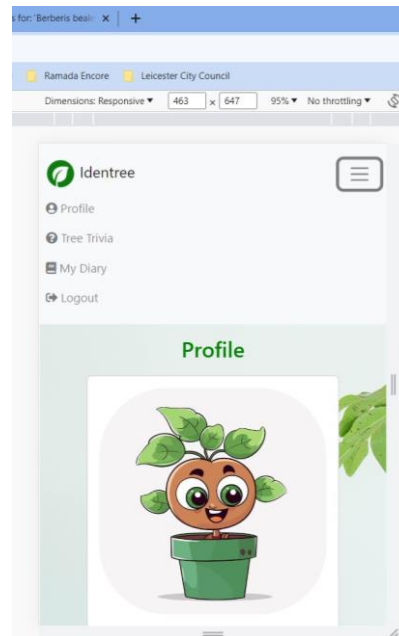 s for: 'Berberis beale
Ramada Encore Leicester City Council
Dimensions: Responsive 463 x 647 95% No throttling
Identree
Profile
Tree Trivia
My Diary
Logout
Profile